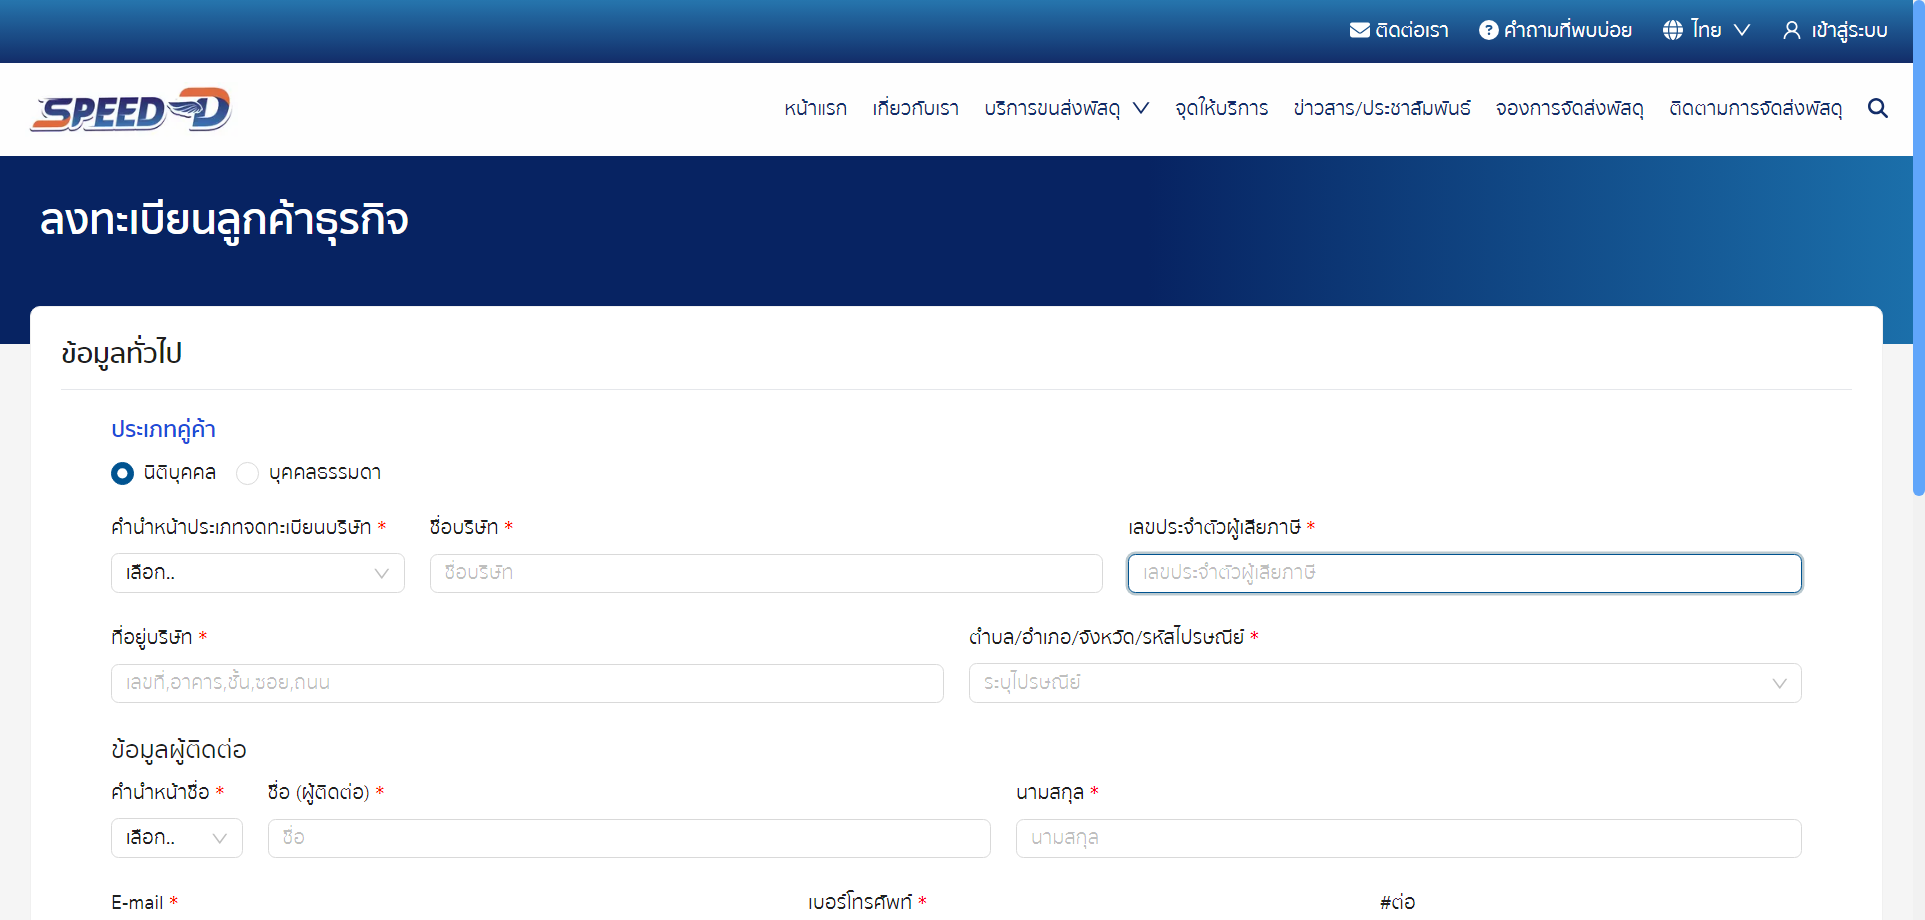 ติดต่อเรา คำถามที่พบบ่อย ไทย เข้าสู่ระบบ
SPEED-D หน้าแรก เกี่ยวกับเรา บริการขนส่งพัสดุ จุดให้บริการ ข่าวสาร/ประชาสัมพันธ์ จองการจัดส่งพัสดุ ติดตามการจัดส่งพัสดุ
ลงทะเบียนลูกค้าธุรกิจ
ข้อมูลทั่วไป
ประเภทคู่ค้า
นิติบุคคล บุคคลธรรมดา
คำนำหน้าประเภทจดทะเบียนบริษัท * ชื่อบริษัท * เลขประจำตัวผู้เสียภาษี *
เลือก.. ชื่อบริษัท เลขประจำตัวผู้เสียภาษี
ที่อยู่บริษัท * ตำบล/อำเภอ/จังหวัด/รหัสไปรษณีย์ *
เลขที่,อาคาร,ชั้น,ซอย,ถนน ระบุไปรษณีย์
ข้อมูลผู้ติดต่อ
คำนำหน้าชื่อ * ชื่อ (ผู้ติดต่อ) * นามสกุล *
เลือก.. ชื่อ นามสกุล
E-mail * เบอร์โทรศัพท์ * #ต่อ